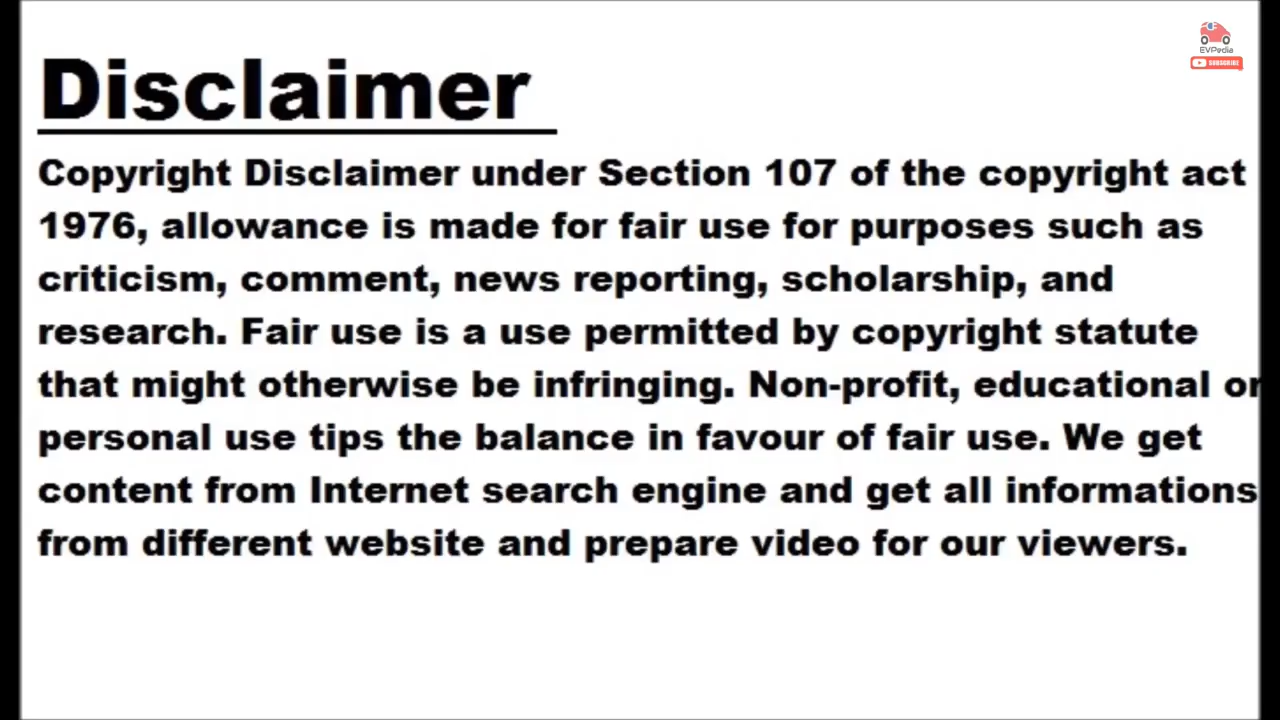 EVPedia
SUBSCRIBE
Disclaimer
Copyright Disclaimer under Section 107 of the copyright act
1976, allowance is made for fair use for purposes such as
criticism, comment, news reporting, scholarship, and
research. Fair use is a use permitted by copyright statute
that might otherwise be infringing. Non-profit, educational or
personal use tips the balance in favour of fair use. We get
content from Internet search engine and get all informations
from different website and prepare video for our viewers.